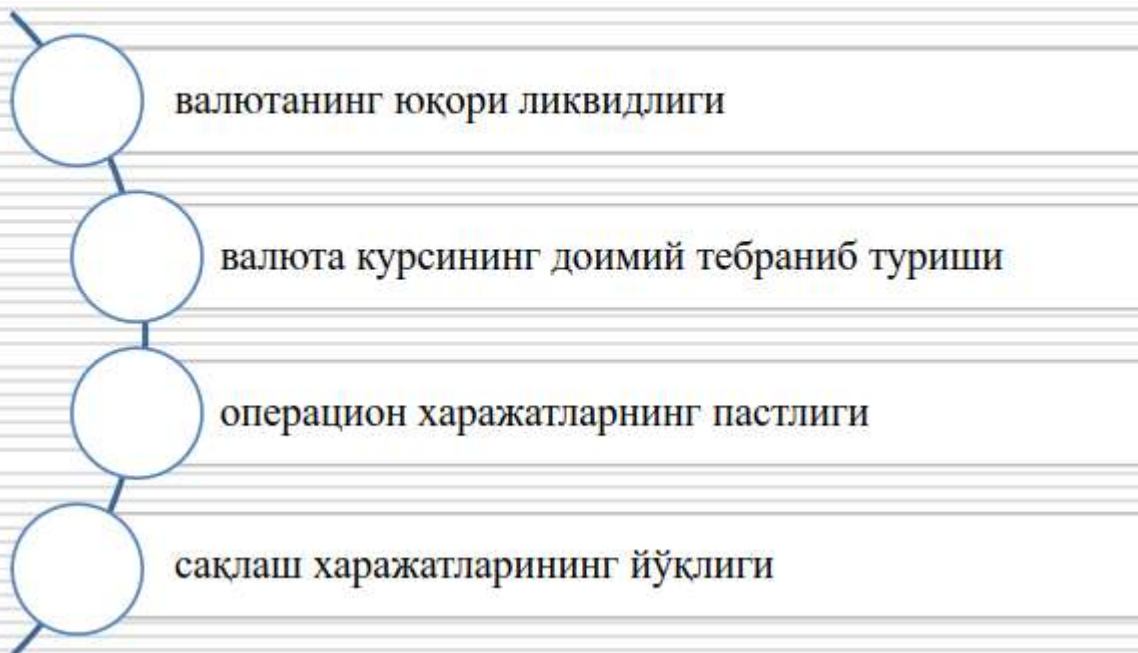 валютанинг юқори ликвидлиги
валюта курсининг доимий тебраниб туриши
операцион харажатларнинг пастлиги
сақлаш харажатларининг йўқлиги